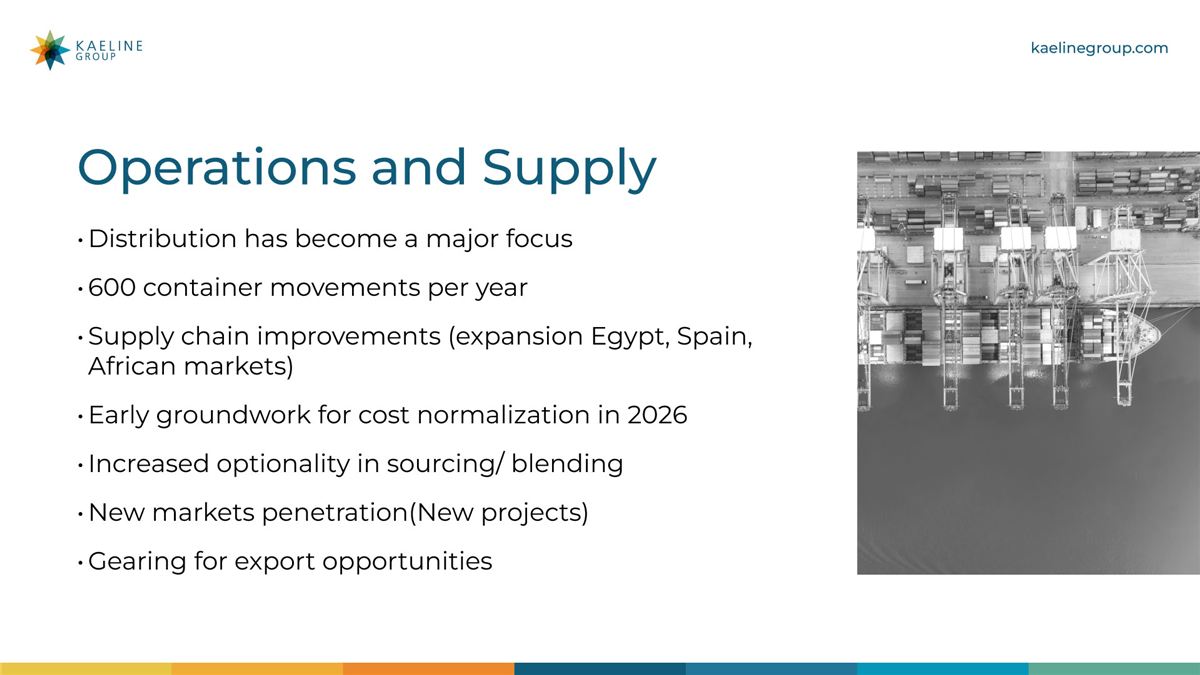 KAELINE
GROUP
kaelinegroup.com
Operations and Supply
• Distribution has become a major focus
• 600 container movements per year
• Supply chain improvements (expansion Egypt, Spain,
African markets)
• Early groundwork for cost normalization in 2026
• Increased optionality in sourcing/ blending
• New markets penetration(New projects)
• Gearing for export opportunities